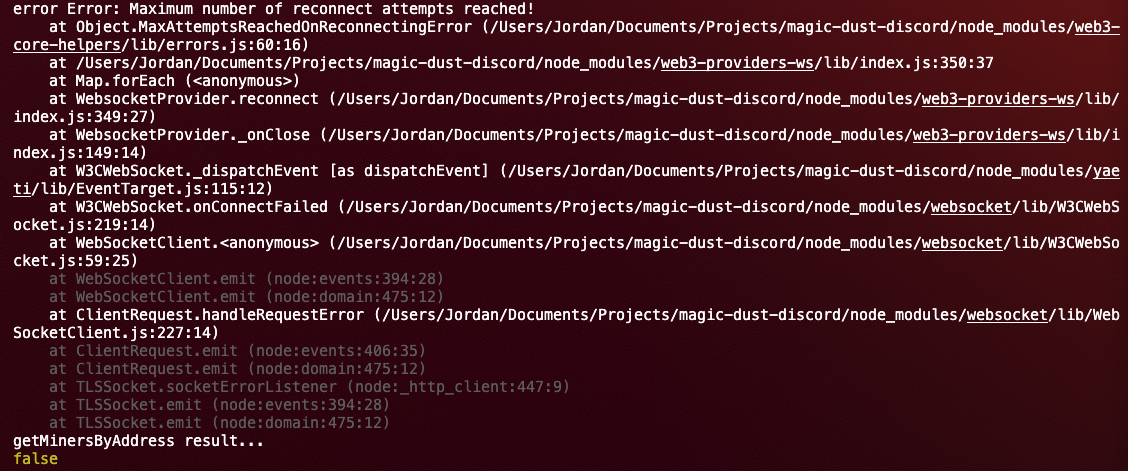 error Error: Maximum number of reconnect attempts reached!
    at Object.MaxAttemptsReachedOnReconnectingError (/Users/Jordan/Documents/Projects/magic-dust-discord/node_modules/web3-
core-helpers/lib/errors.js:60:16)
    at /Users/Jordan/Documents/Projects/magic-dust-discord/node_modules/web3-providers-ws/lib/index.js:350:37
    at Map.forEach (<anonymous>)
    at WebsocketProvider.reconnect (/Users/Jordan/Documents/Projects/magic-dust-discord/node_modules/web3-providers-ws/lib/
index.js:349:27)
    at WebsocketProvider._onClose (/Users/Jordan/Documents/Projects/magic-dust-discord/node_modules/web3-providers-ws/lib/i
ndex.js:149:14)
    at W3CWebSocket._dispatchEvent [as dispatchEvent] (/Users/Jordan/Documents/Projects/magic-dust-discord/node_modules/yae
ti/lib/EventTarget.js:115:12)
    at W3CWebSocket.onConnectFailed (/Users/Jordan/Documents/Projects/magic-dust-discord/node_modules/websocket/lib/W3CWebS
ocket.js:219:14)
    at WebSocketClient.<anonymous> (/Users/Jordan/Documents/Projects/magic-dust-discord/node_modules/websocket/lib/W3CWebSo
cket.js:59:25)
    at WebSocketClient.emit (node:events:394:28)
    at WebSocketClient.emit (node:domain:475:12)
    at ClientRequest.handleRequestError (/Users/Jordan/Documents/Projects/magic-dust-discord/node_modules/websocket/lib/Web
SocketClient.js:227:14)
    at ClientRequest.emit (node:events:406:35)
    at ClientRequest.emit (node:domain:475:12)
    at TLSSocket.socketErrorListener (node:_http_client:447:9)
    at TLSSocket.emit (node:events:394:28)
    at TLSSocket.emit (node:domain:475:12)
getMinersByAddress result...
false